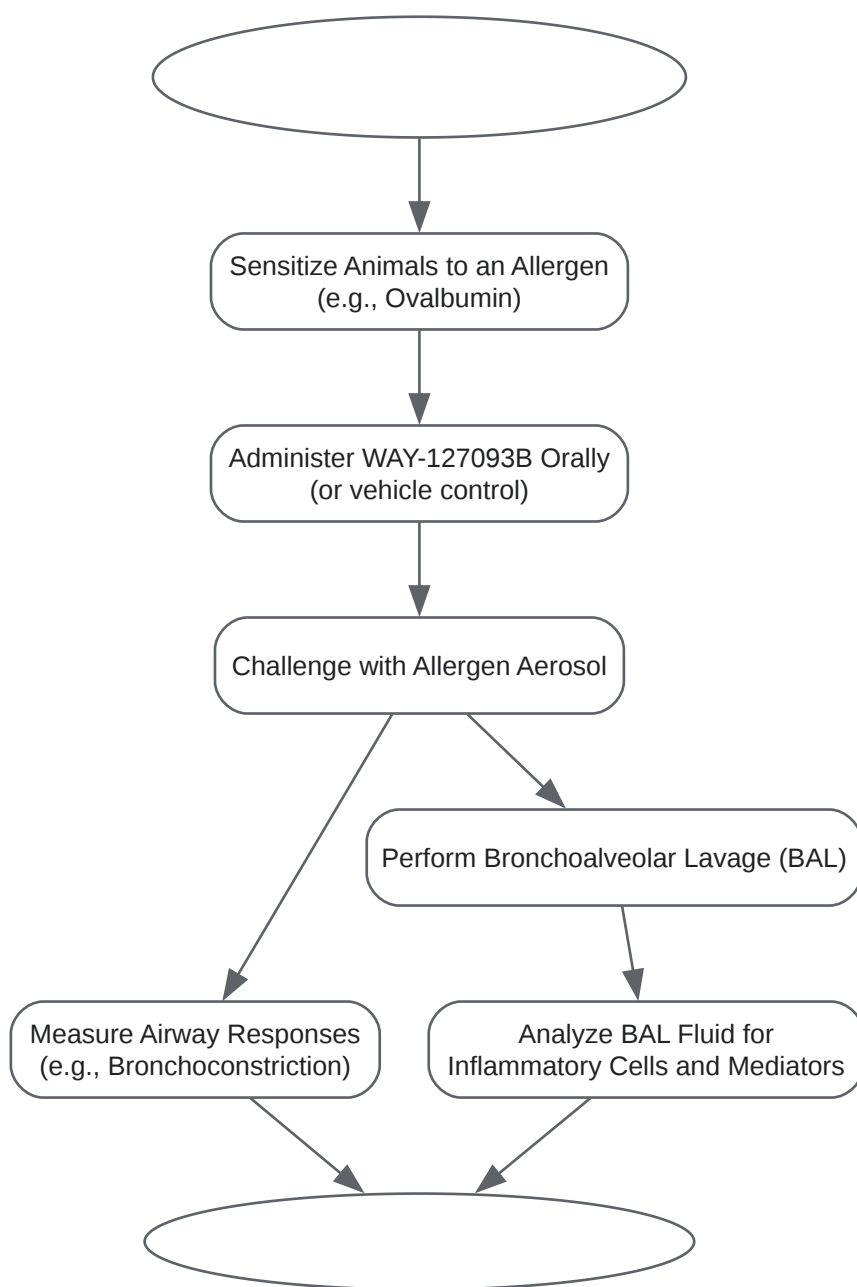 Sensitize Animals to an Allergen
(e.g., Ovalbumin)
Administer WAY-127093B Orally
(or vehicle control)
Challenge with Allergen Aerosol
Perform Bronchoalveolar Lavage (BAL)
Measure Airway Responses
(e.g., Bronchoconstriction)
Analyze BAL Fluid for
Inflammatory Cells and Mediators